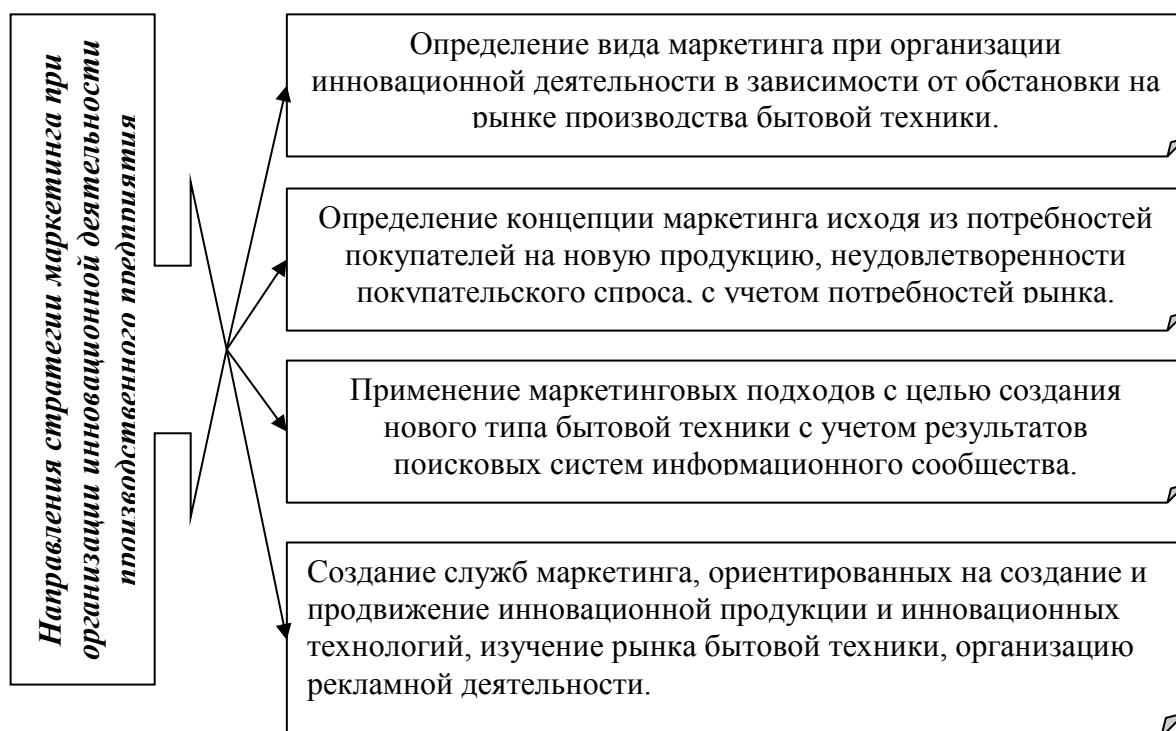 Направления стратегии маркетинга при
организации инновационной деятельности
производственного предприятия
Определение вида маркетинга при организации
инновационной деятельности в зависимости от обстановки на
рынке производства бытовой техники.
Определение концепции маркетинга исходя из потребностей
покупателей на новую продукцию, неудовлетворенности
покупательского спроса, с учетом потребностей рынка.
Применение маркетинговых подходов с целью создания
нового типа бытовой техники с учетом результатов
поисковых систем информационного сообщества.
Создание служб маркетинга, ориентированных на создание и
продвижение инновационной продукции и инновационных
технологий, изучение рынка бытовой техники, организацию
рекламной деятельности.